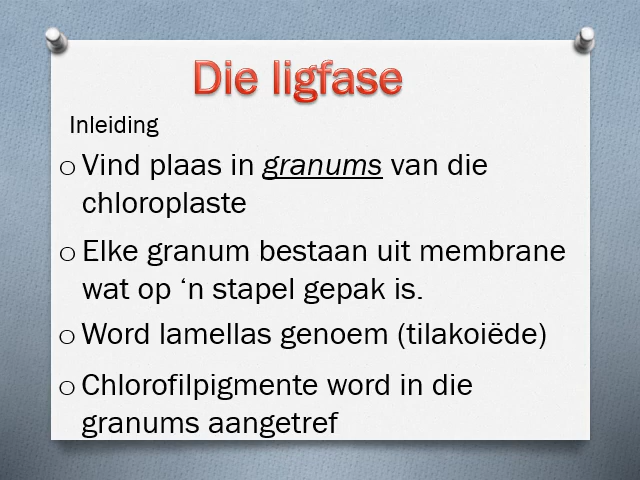 Die ligfase
Inleiding
o Vind plaas in granums van die
chloroplaste
o Elke granum bestaan uit membrane
wat op ‘n stapel gepak is.
o Word lamellas genoem (tilakoiëde)
o Chlorofilpigmente word in die
granums aangetref